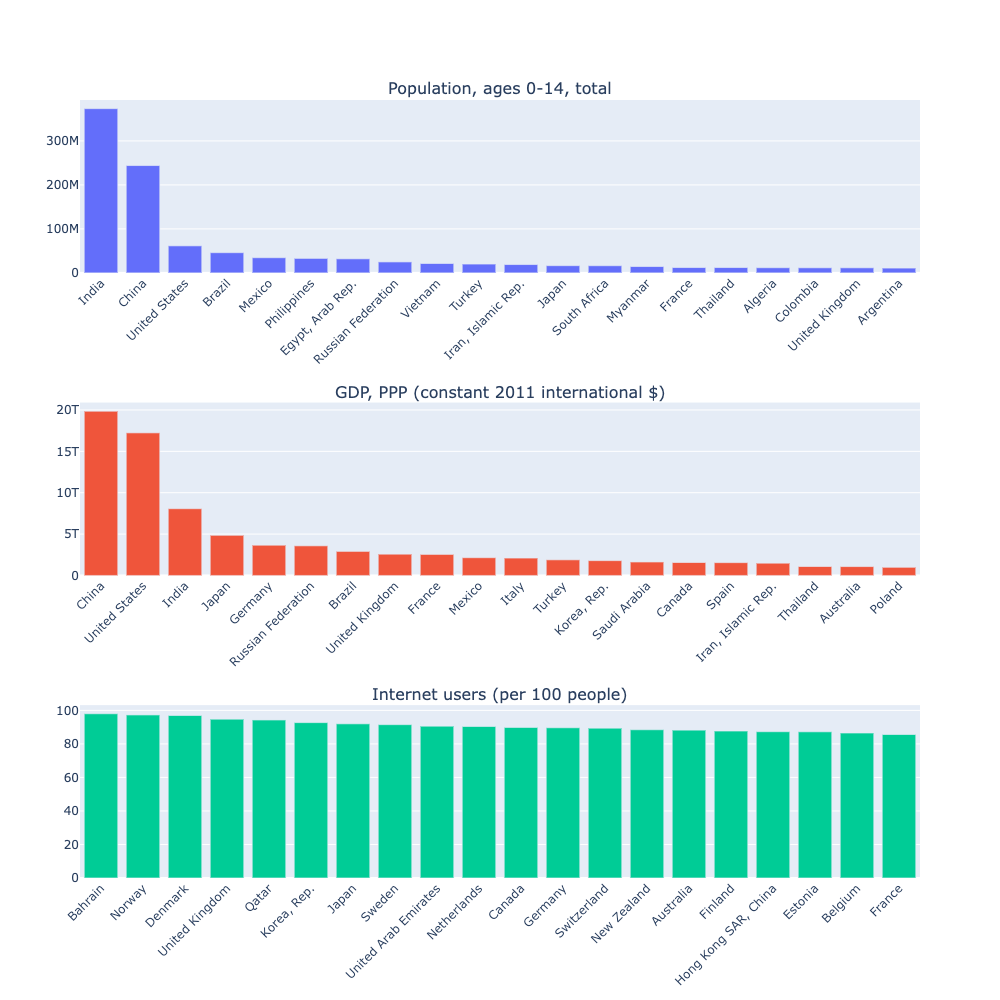 Population, ages 0-14, total
300M
200M
100M
0
India
China
United States
Brazil
Mexico
Philippines
Egypt, Arab Rep.
Russian Federation
Vietnam
Turkey
Iran, Islamic Rep.
Japan
South Africa
Myanmar
France
Thailand
Algeria
Colombia
United Kingdom
Argentina
GDP, PPP (constant 2011 international $)
20T
15T
10T
5T
0
China
United States
India
Japan
Germany
Russian Federation
Brazil
United Kingdom
France
Mexico
Italy
Turkey
Korea, Rep.
Saudi Arabia
Canada
Spain
Iran, Islamic Rep.
Thailand
Australia
Poland
Internet users (per 100 people)
100
80
60
40
20
0
Bahrain
Norway
Denmark
United Kingdom
Qatar
Korea, Rep.
Japan
Sweden
United Arab Emirates
Netherlands
Canada
Germany
Switzerland
New Zealand
Australia
Finland
Hong Kong SAR, China
Estonia
Belgium
France